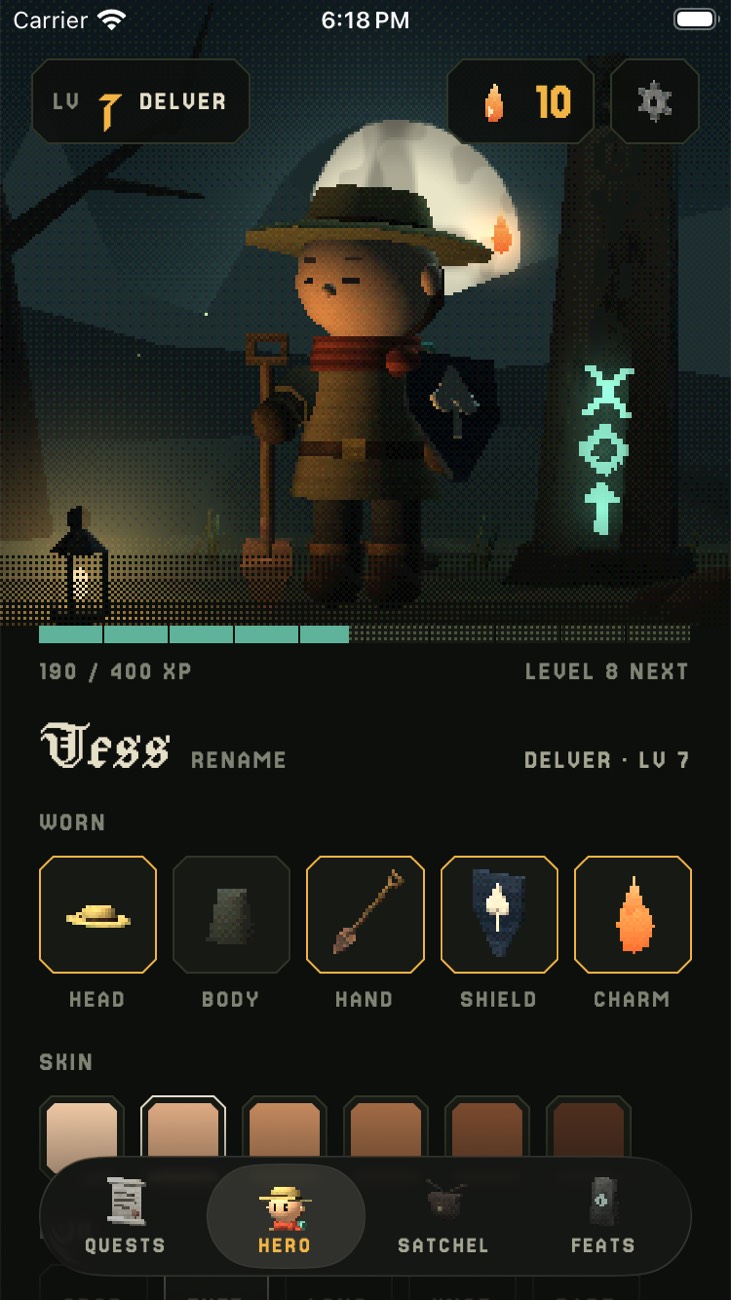 Carrier 6:18 PM
LV 7 DELVER 10
190 / 400 XP LEVEL 8 NEXT
Vess RENAME DELVER · LV 7
WORN
HEAD BODY HAND SHIELD CHARM
SKIN
QUESTS HERO SATCHEL FEATS